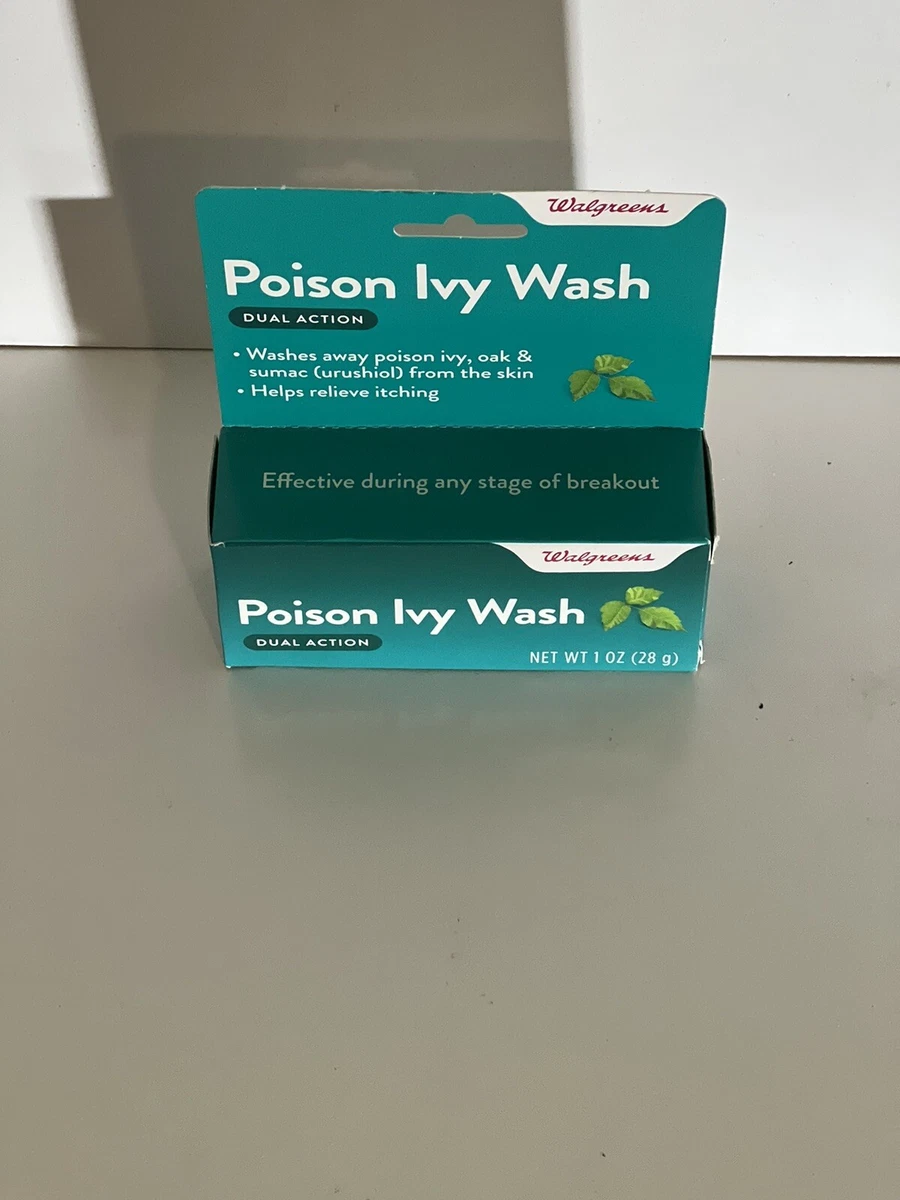 Walgreens
Poison Ivy Wash
DUAL ACTION
• Washes away poison ivy, oak &
sumac (urushiol) from the skin
• Helps relieve itching
Effective during any stage of breakout
Walgreens
Poison Ivy Wash
DUAL ACTION
NET WT 1 OZ (28 g)